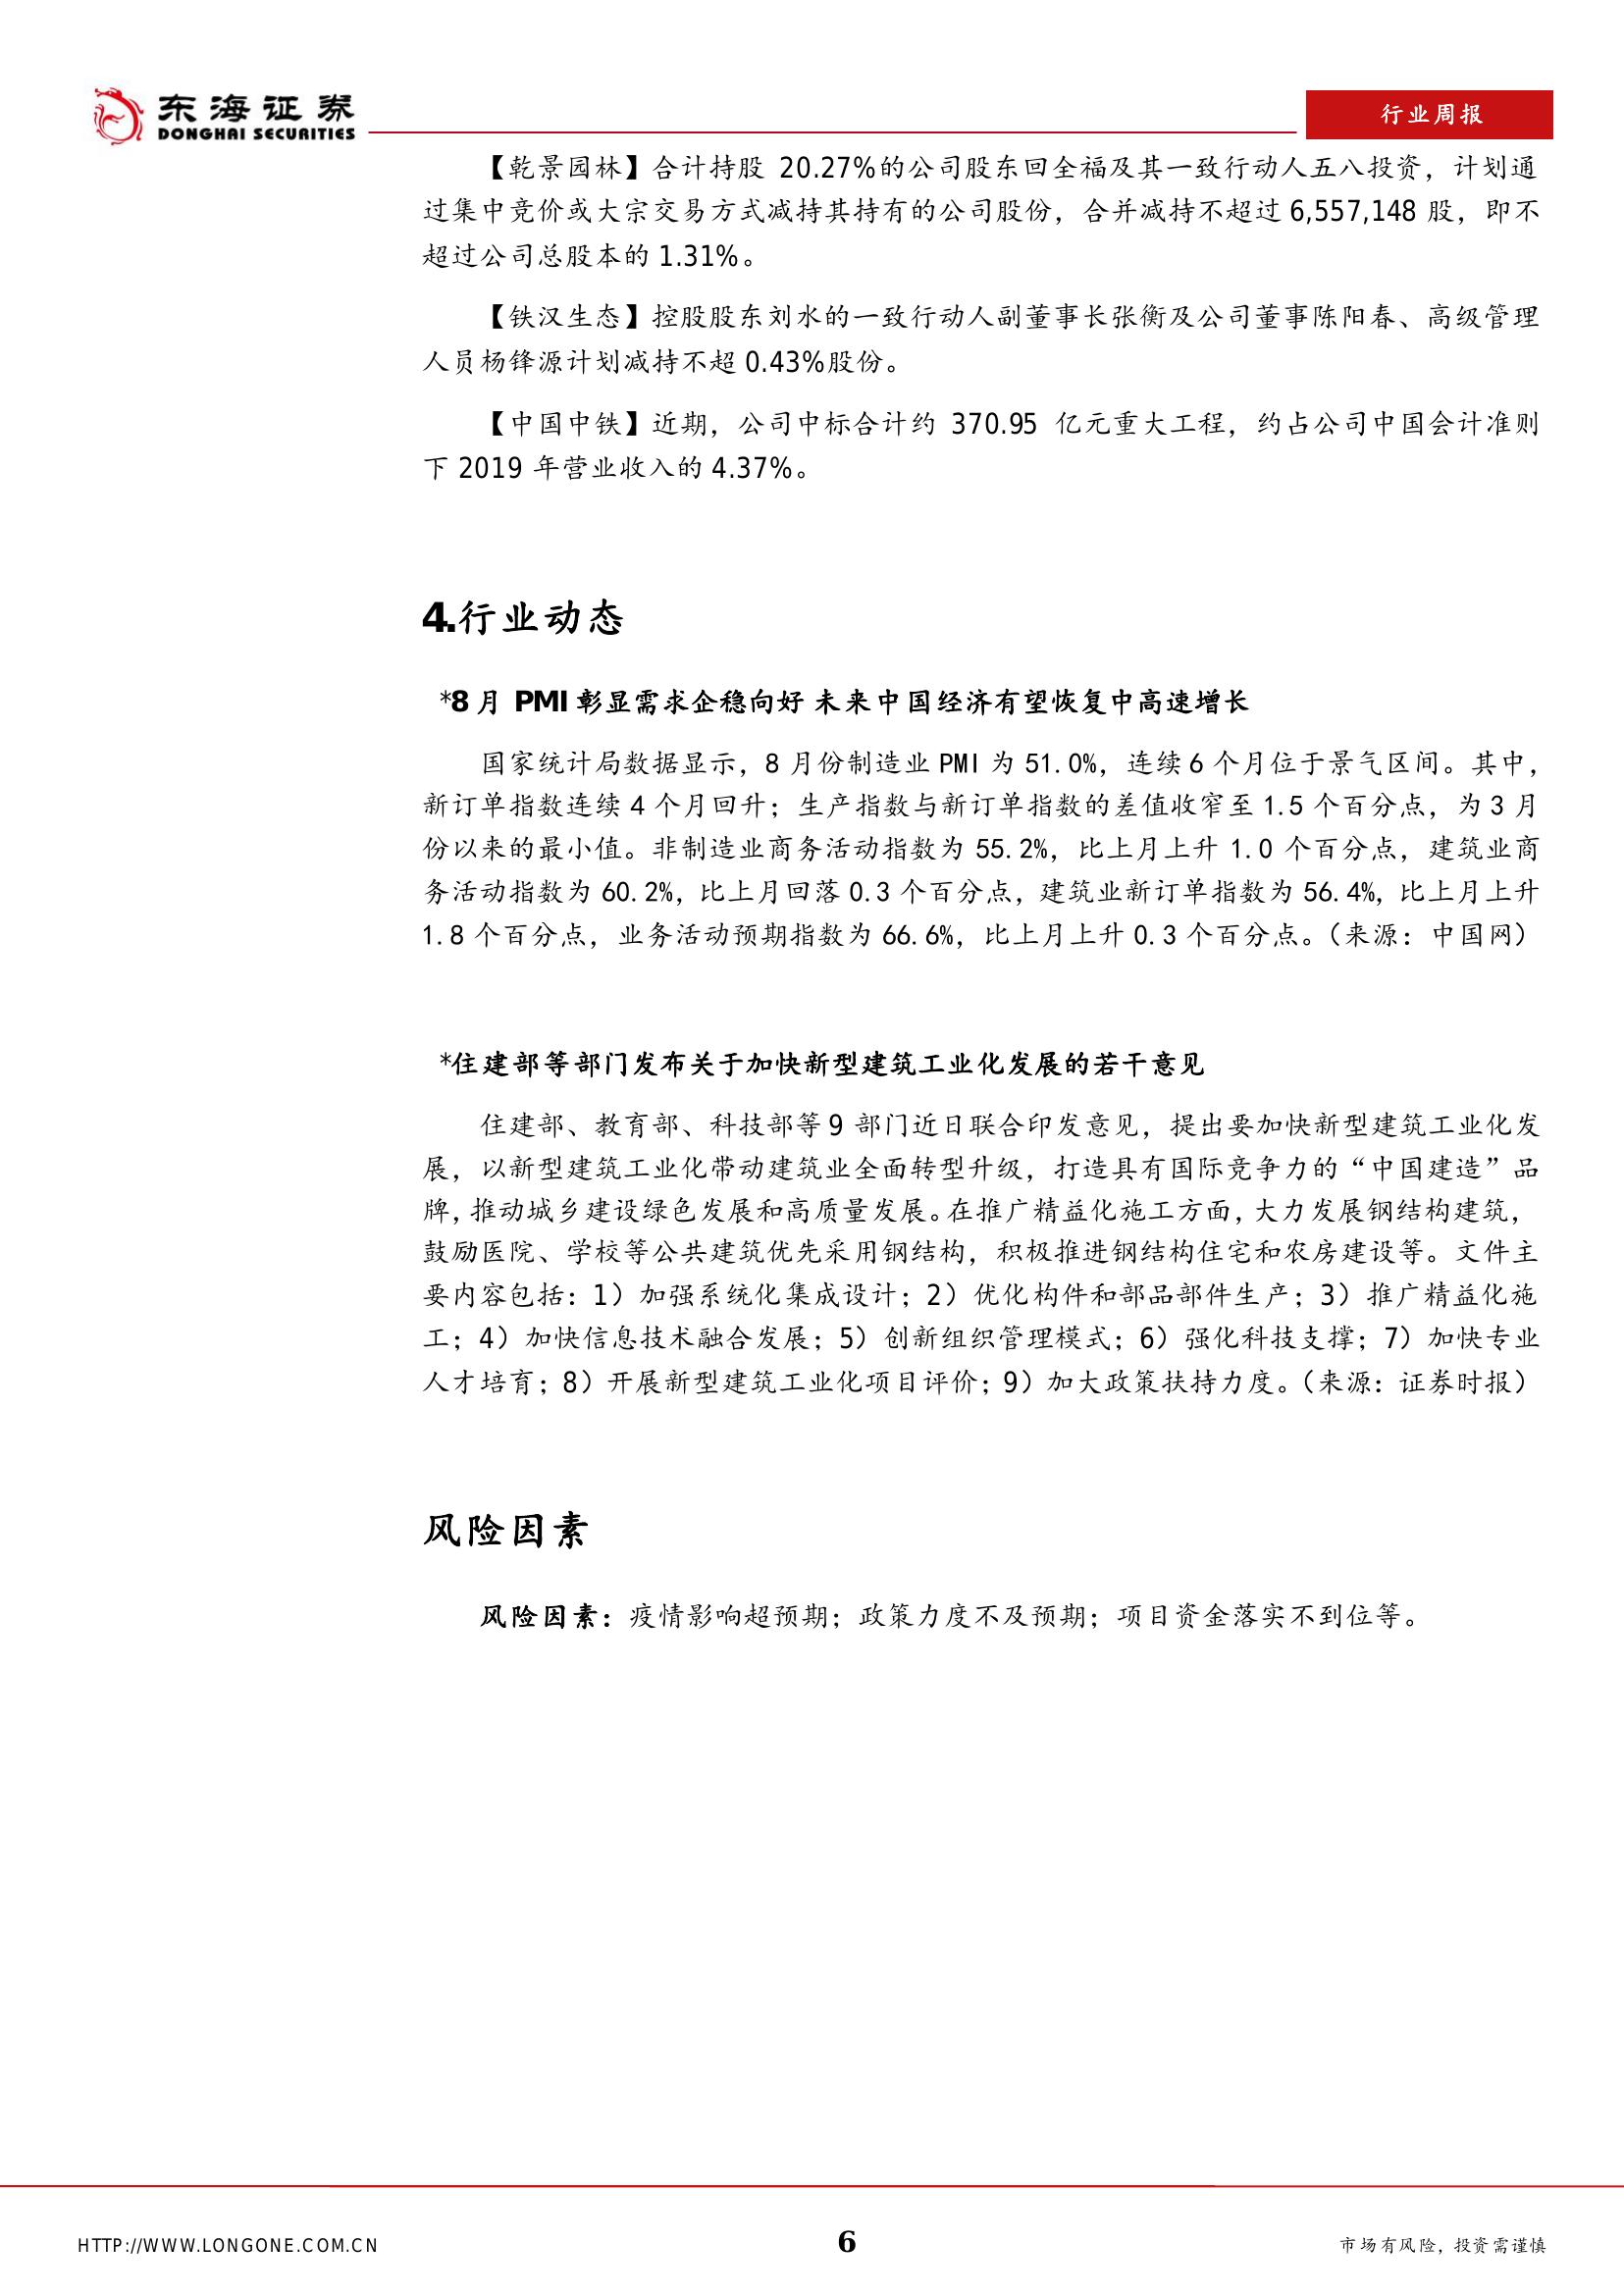 东海证券
DONGHAI SECURITIES
行业周报
【乾景园林】合计持股 20.27%的公司股东回全福及其一致行动人五八投资，计划通
过集中竞价或大宗交易方式减持其持有的公司股份，合并减持不超过 6,557,148 股，即不
超过公司总股本的 1.31%。
【铁汉生态】控股股东刘水的一致行动人副董事长张衡及公司董事陈阳春、高级管理
人员杨锋源计划减持不超 0.43%股份。
【中国中铁】近期，公司中标合计约 370.95 亿元重大工程，约占公司中国会计准则
下 2019 年营业收入的 4.37%。
4.行业动态
*8 月 PMI 彰显需求企稳向好 未来中国经济有望恢复中高速增长
国家统计局数据显示，8 月份制造业 PMI 为 51.0%，连续 6 个月位于景气区间。其中，
新订单指数连续 4 个月回升；生产指数与新订单指数的差值收窄至 1.5 个百分点，为 3 月
份以来的最小值。非制造业商务活动指数为 55.2%，比上月上升 1.0 个百分点，建筑业商
务活动指数为 60.2%，比上月回落 0.3 个百分点，建筑业新订单指数为 56.4%，比上月上升
1.8 个百分点，业务活动预期指数为 66.6%，比上月上升 0.3 个百分点。（来源：中国网）
*住建部等部门发布关于加快新型建筑工业化发展的若干意见
住建部、教育部、科技部等 9 部门近日联合印发意见，提出要加快新型建筑工业化发
展，以新型建筑工业化带动建筑业全面转型升级，打造具有国际竞争力的“中国建造”品
牌，推动城乡建设绿色发展和高质量发展。在推广精益化施工方面，大力发展钢结构建筑，
鼓励医院、学校等公共建筑优先采用钢结构，积极推进钢结构住宅和农房建设等。文件主
要内容包括：1）加强系统化集成设计；2）优化构件和部品部件生产；3）推广精益化施
工；4）加快信息技术融合发展；5）创新组织管理模式；6）强化科技支撑；7）加快专业
人才培育；8）开展新型建筑工业化项目评价；9）加大政策扶持力度。（来源：证券时报）
风险因素
风险因素：疫情影响超预期；政策力度不及预期；项目资金落实不到位等。
HTTP://WWW.LONGONE.COM.CN
6
市场有风险，投资需谨慎